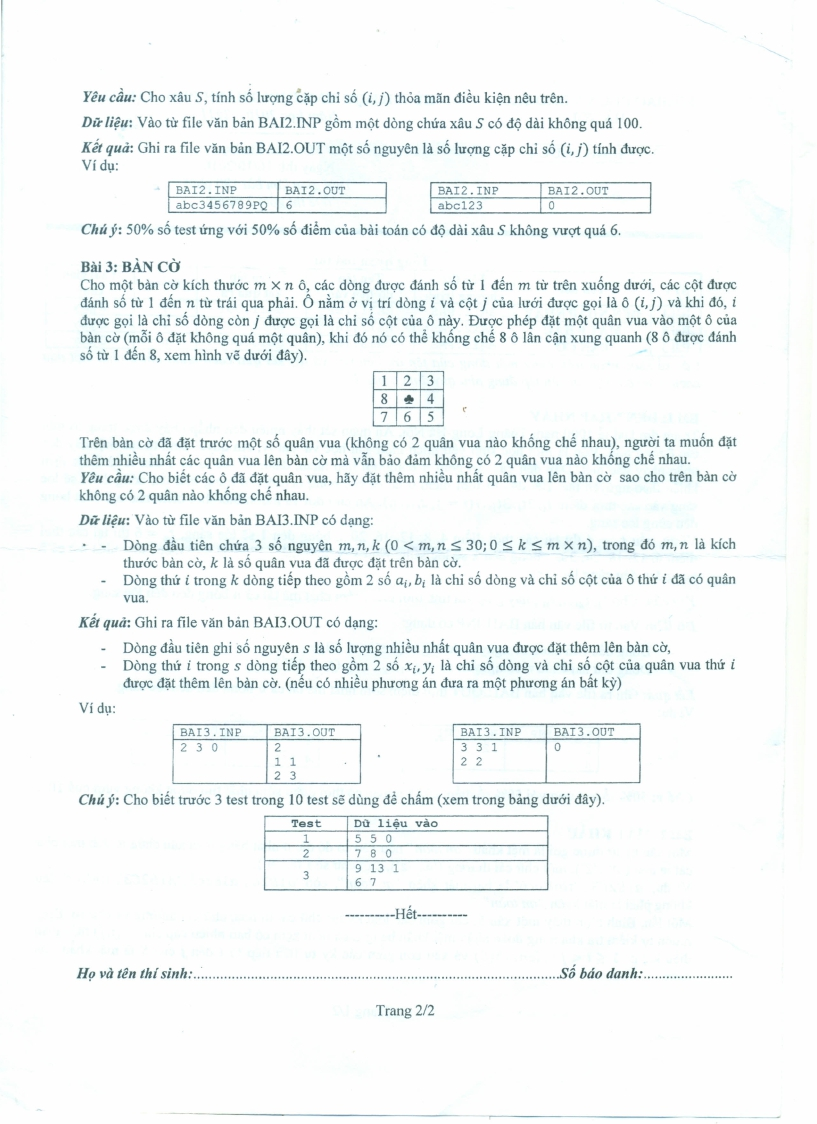 Yêu cầu: Cho xâu S, tính số lượng cặp chỉ số (i, j) thỏa mãn điều kiện nêu trên.
Dữ liệu: Vào từ file văn bản BAI2.INP gồm một dòng chứa xâu S có độ dài không quá 100.
Kết quả: Ghi ra file văn bản BAI2.OUT một số nguyên là số lượng cặp chỉ số (i, j) tính được.
Ví dụ:
BAI2.INP BAI2.OUT BAI2.INP BAI2.OUT
abc3456789PQ 6 abc123 0
Chú ý: 50% số test ứng với 50% số điểm của bài toán có độ dài xâu S không vượt quá 6.
Bài 3: BÀN CỜ
Cho một bàn cờ kích thước m × n ô, các dòng được đánh số từ 1 đến m từ trên xuống dưới, các cột được
đánh số từ 1 đến n từ trái qua phải. Ô nằm ở vị trí dòng i và cột j của lưới được gọi là ô (i, j) và khi đó, i
được gọi là chỉ số dòng còn j được gọi là chỉ số cột của ô này. Được phép đặt một quân vua vào một ô của
bàn cờ (mỗi ô đặt không quá một quân), khi đó nó có thể khống chế 8 ô lân cận xung quanh (8 ô được đánh
số từ 1 đến 8, xem hình vẽ dưới đây).
1 2 3
8 ♣ 4
7 6 5
Trên bàn cờ đã đặt trước một số quân vua (không có 2 quân vua nào khống chế nhau), người ta muốn đặt
thêm nhiều nhất các quân vua lên bàn cờ mà vẫn bảo đảm không có 2 quân vua nào khống chế nhau.
Yêu cầu: Cho biết các ô đã đặt quân vua, hãy đặt thêm nhiều nhất quân vua lên bàn cờ sao cho trên bàn cờ
không có 2 quân nào khống chế nhau.
Dữ liệu: Vào từ file văn bản BAI3.INP có dạng:
- Dòng đầu tiên chứa 3 số nguyên m, n, k (0 < m, n ≤ 30; 0 ≤ k ≤ m × n), trong đó m, n là kích
thước bàn cờ, k là số quân vua đã được đặt trên bàn cờ.
- Dòng thứ i trong k dòng tiếp theo gồm 2 số aᵢ, bᵢ là chỉ số dòng và chỉ số cột của ô thứ i đã có quân
vua.
Kết quả: Ghi ra file văn bản BAI3.OUT có dạng:
- Dòng đầu tiên ghi số nguyên s là số lượng nhiều nhất quân vua được đặt thêm lên bàn cờ,
- Dòng thứ i trong s dòng tiếp theo gồm 2 số xᵢ, yᵢ là chỉ số dòng và chỉ số cột của quân vua thứ i
được đặt thêm lên bàn cờ. (nếu có nhiều phương án đưa ra một phương án bất kỳ)
Ví dụ:
BAI3.INP BAI3.OUT BAI3.INP BAI3.OUT
2 3 0 2 3 3 1 0
1 1 2 2
2 3
Chú ý: Cho biết trước 3 test trong 10 test sẽ dùng để chấm (xem trong bảng dưới đây).
Test Dữ liệu vào
1 5 5 0
2 7 8 0
3 9 13 1
6 7
----------Hết----------
Họ và tên thí sinh:..........................................................Số báo danh:........................
Trang 2/2